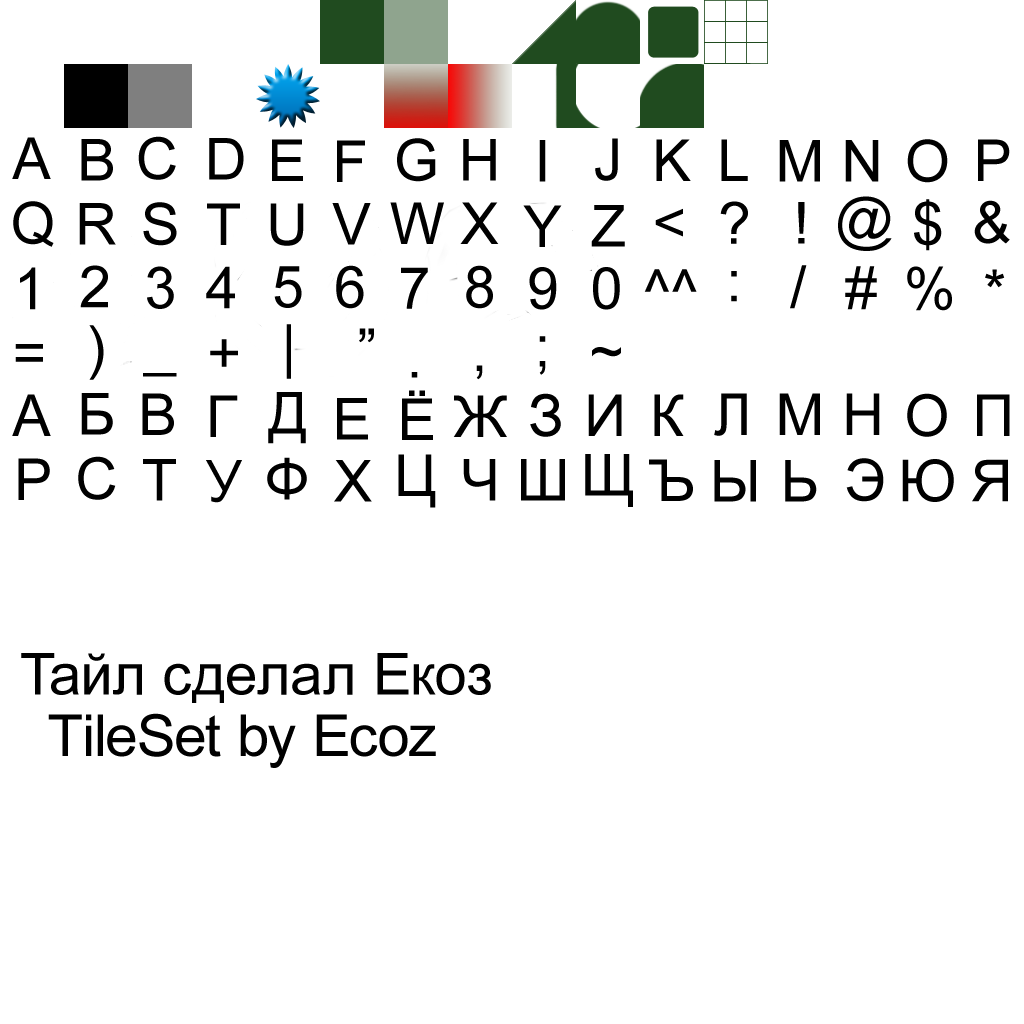 A B C D E F G H I J K L M N O P
Q R S T U V W X Y Z < ? ! @ $ &
1 2 3 4 5 6 7 8 9 0 ^^ : / # % *
= ) _ + | ” . , ; ~
А Б В Г Д Е Ё Ж З И К Л М Н О П
Р С Т У Ф Х Ц Ч Ш Щ Ъ Ы Ь Э Ю Я
Тайл сделал Екоз
TileSet by Ecoz